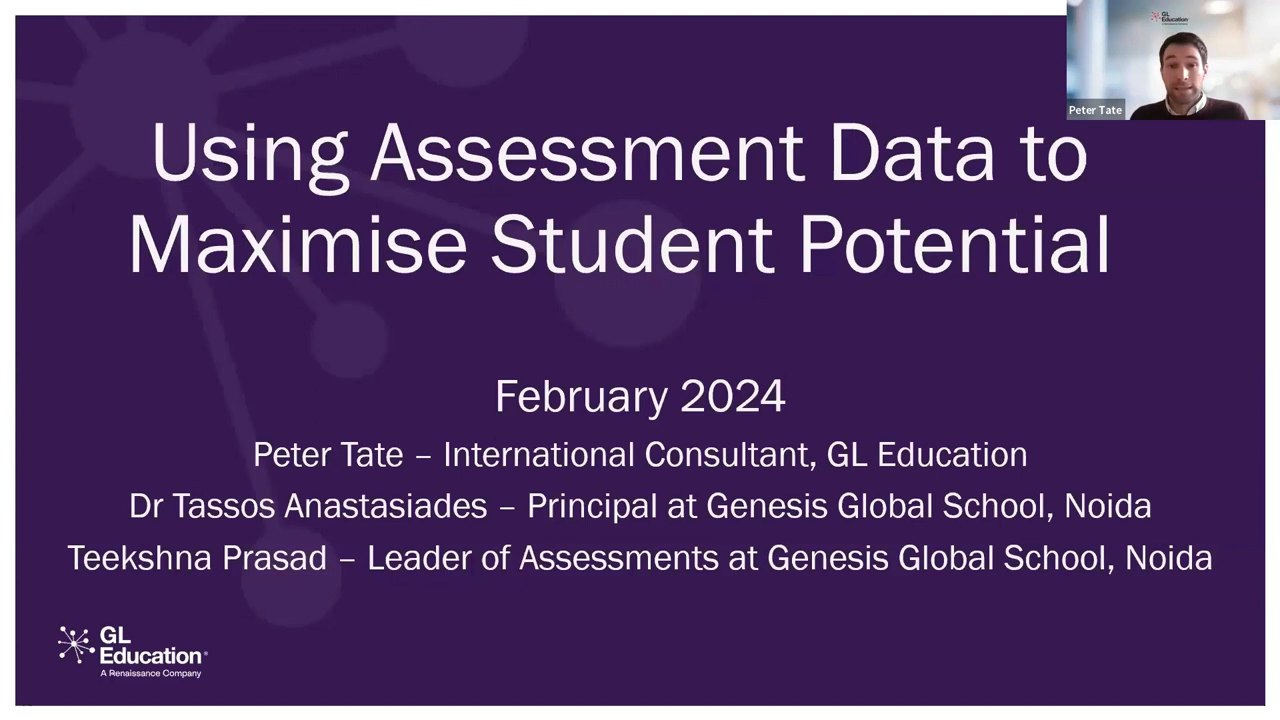 GL
Education
Peter Tate
Using Assessment Data to
Maximise Student Potential
February 2024
Peter Tate – International Consultant, GL Education
Dr Tassos Anastasiades – Principal at Genesis Global School, Noida
Teekshna Prasad – Leader of Assessments at Genesis Global School, Noida
GL
Education
A Renaissance Company